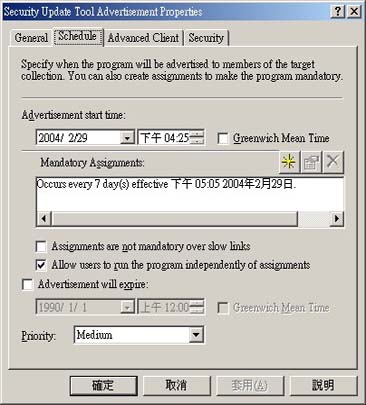 Security Update Tool Advertisement Properties
General Schedule Advanced Client Security
Specify when the program will be advertised to members of the target
collection. You can also create assignments to make the program mandatory.
Advertisement start time:
2004/ 2/29 下午 04:25 Greenwich Mean Time
Mandatory Assignments:
Occurs every 7 day(s) effective 下午 05:05 2004年2月29日.
Assignments are not mandatory over slow links
Allow users to run the program independently of assignments
Advertisement will expire:
1990/ 1/ 1 上午 12:00 Greenwich Mean Time
Priority: Medium
確定 取消 套用(A) 說明